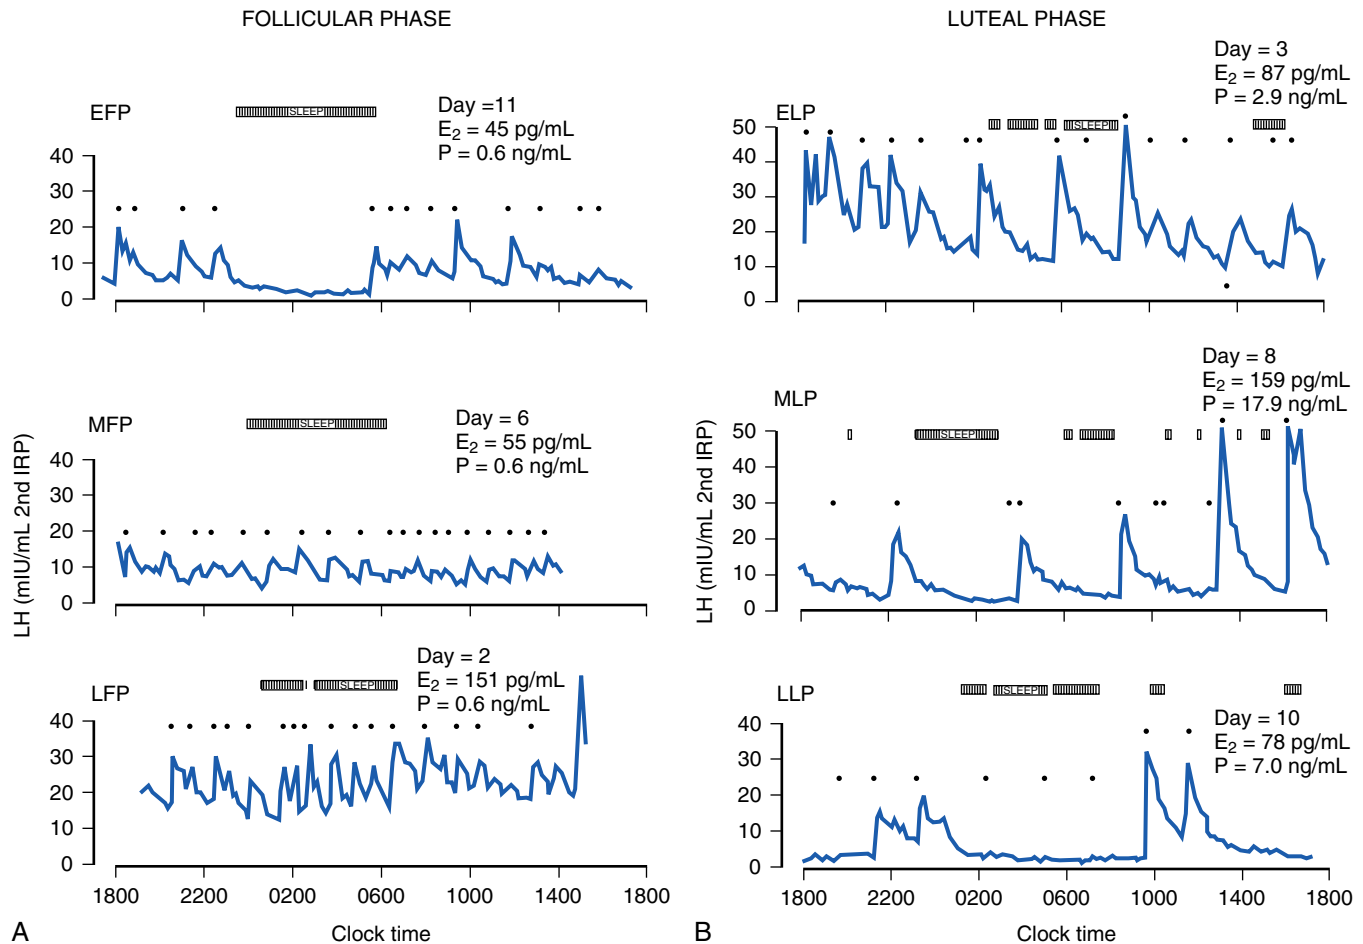 FOLLICULAR PHASE
EFP
SLEEP
Day =11
E₂ = 45 pg/mL
P = 0.6 ng/mL
40
30
20
10
0
MFP
SLEEP
Day = 6
E₂ = 55 pg/mL
P = 0.6 ng/mL
40
30
20
10
0
LH (mIU/mL 2nd IRP)
LFP
SLEEP
Day = 2
E₂ = 151 pg/mL
P = 0.6 ng/mL
40
30
20
10
0
1800 2200 0200 0600 1000 1400 1800
A
Clock time
LUTEAL PHASE
ELP
SLEEP
Day = 3
E₂ = 87 pg/mL
P = 2.9 ng/mL
50
40
30
20
10
0
MLP
SLEEP
Day = 8
E₂ = 159 pg/mL
P = 17.9 ng/mL
50
40
30
20
10
0
LH (mIU/mL 2nd IRP)
LLP
SLEEP
Day = 10
E₂ = 78 pg/mL
P = 7.0 ng/mL
40
30
20
10
0
1800 2200 0200 0600 1000 1400 1800
B
Clock time